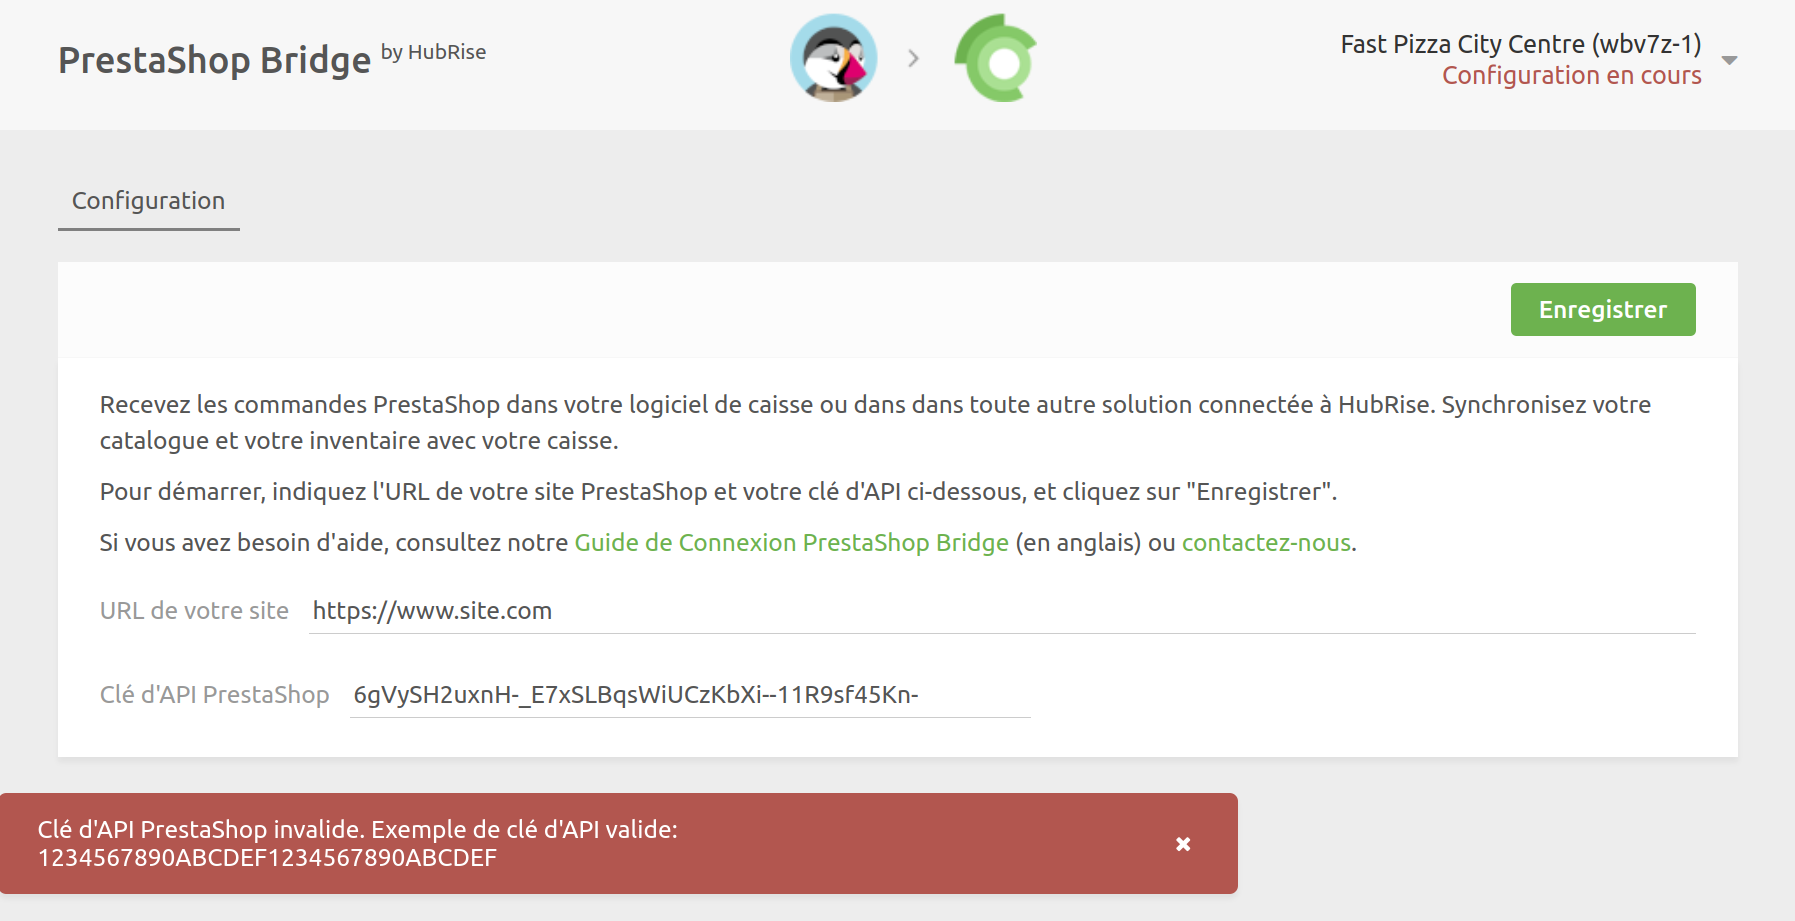 PrestaShop Bridge by HubRise
Fast Pizza City Centre (wbv7z-1)
Configuration en cours
Configuration
Enregistrer
Recevez les commandes PrestaShop dans votre logiciel de caisse ou dans dans toute autre solution connectée à HubRise. Synchronisez votre
catalogue et votre inventaire avec votre caisse.
Pour démarrer, indiquez l'URL de votre site PrestaShop et votre clé d'API ci-dessous, et cliquez sur "Enregistrer".
Si vous avez besoin d'aide, consultez notre Guide de Connexion PrestaShop Bridge (en anglais) ou contactez-nous.
URL de votre site https://www.site.com
Clé d'API PrestaShop 6gVySH2uxnH-_E7xSLBqsWiUCzKbXi--11R9sf45Kn-
Clé d'API PrestaShop invalide. Exemple de clé d'API valide:
1234567890ABCDEF1234567890ABCDEF